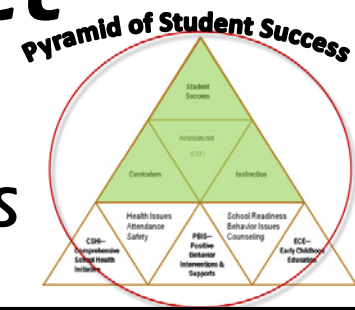 Pyramid of Student Success
Student
Success
Assessment
Curriculum
Instruction
Health Issues
Attendance
Safety
School Readiness
Behavior Issues
Counseling
CSHI–
Comprehensive
School Health
Initiative
PBIS–
Positive
Behavior
Interventions &
Supports
ECE–
Early Childhood
Education